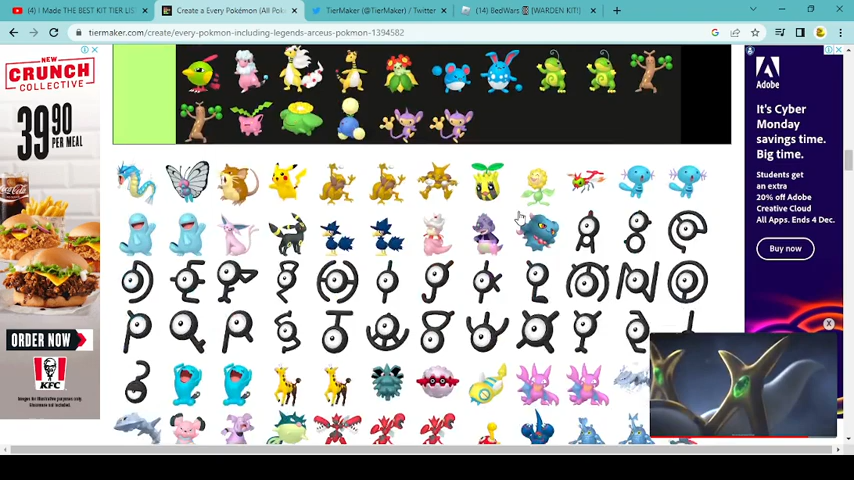 (4) I Made THE BEST KIT TIER LIS
Create a Every Pokémon (All Pok
TierMaker (@TierMaker) / Twitter
(14) BedWars 🎃 [WARDEN KIT!]
tiermaker.com/create/every-pokmon-including-legends-arceus-pokmon-1394582
NEW
CRUNCH
COLLECTIVE
39.90
PER MEAL
Coca-Cola
ORDER NOW
KFC
Adobe
It's Cyber
Monday
savings time.
Big time.
Students get
an extra
20% off Adobe
Creative Cloud
All Apps. Ends 4 Dec.
Buy now